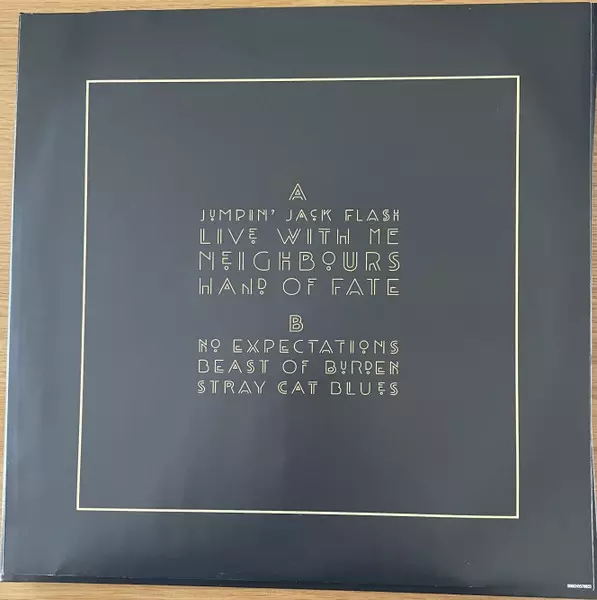 A
JUMPIN' JACK FLASH
LIVE WITH ME
NEIGHBOURS
HAND OF FATE
B
NO EXPECTATIONS
BEAST OF BURDEN
STRAY CAT BLUES